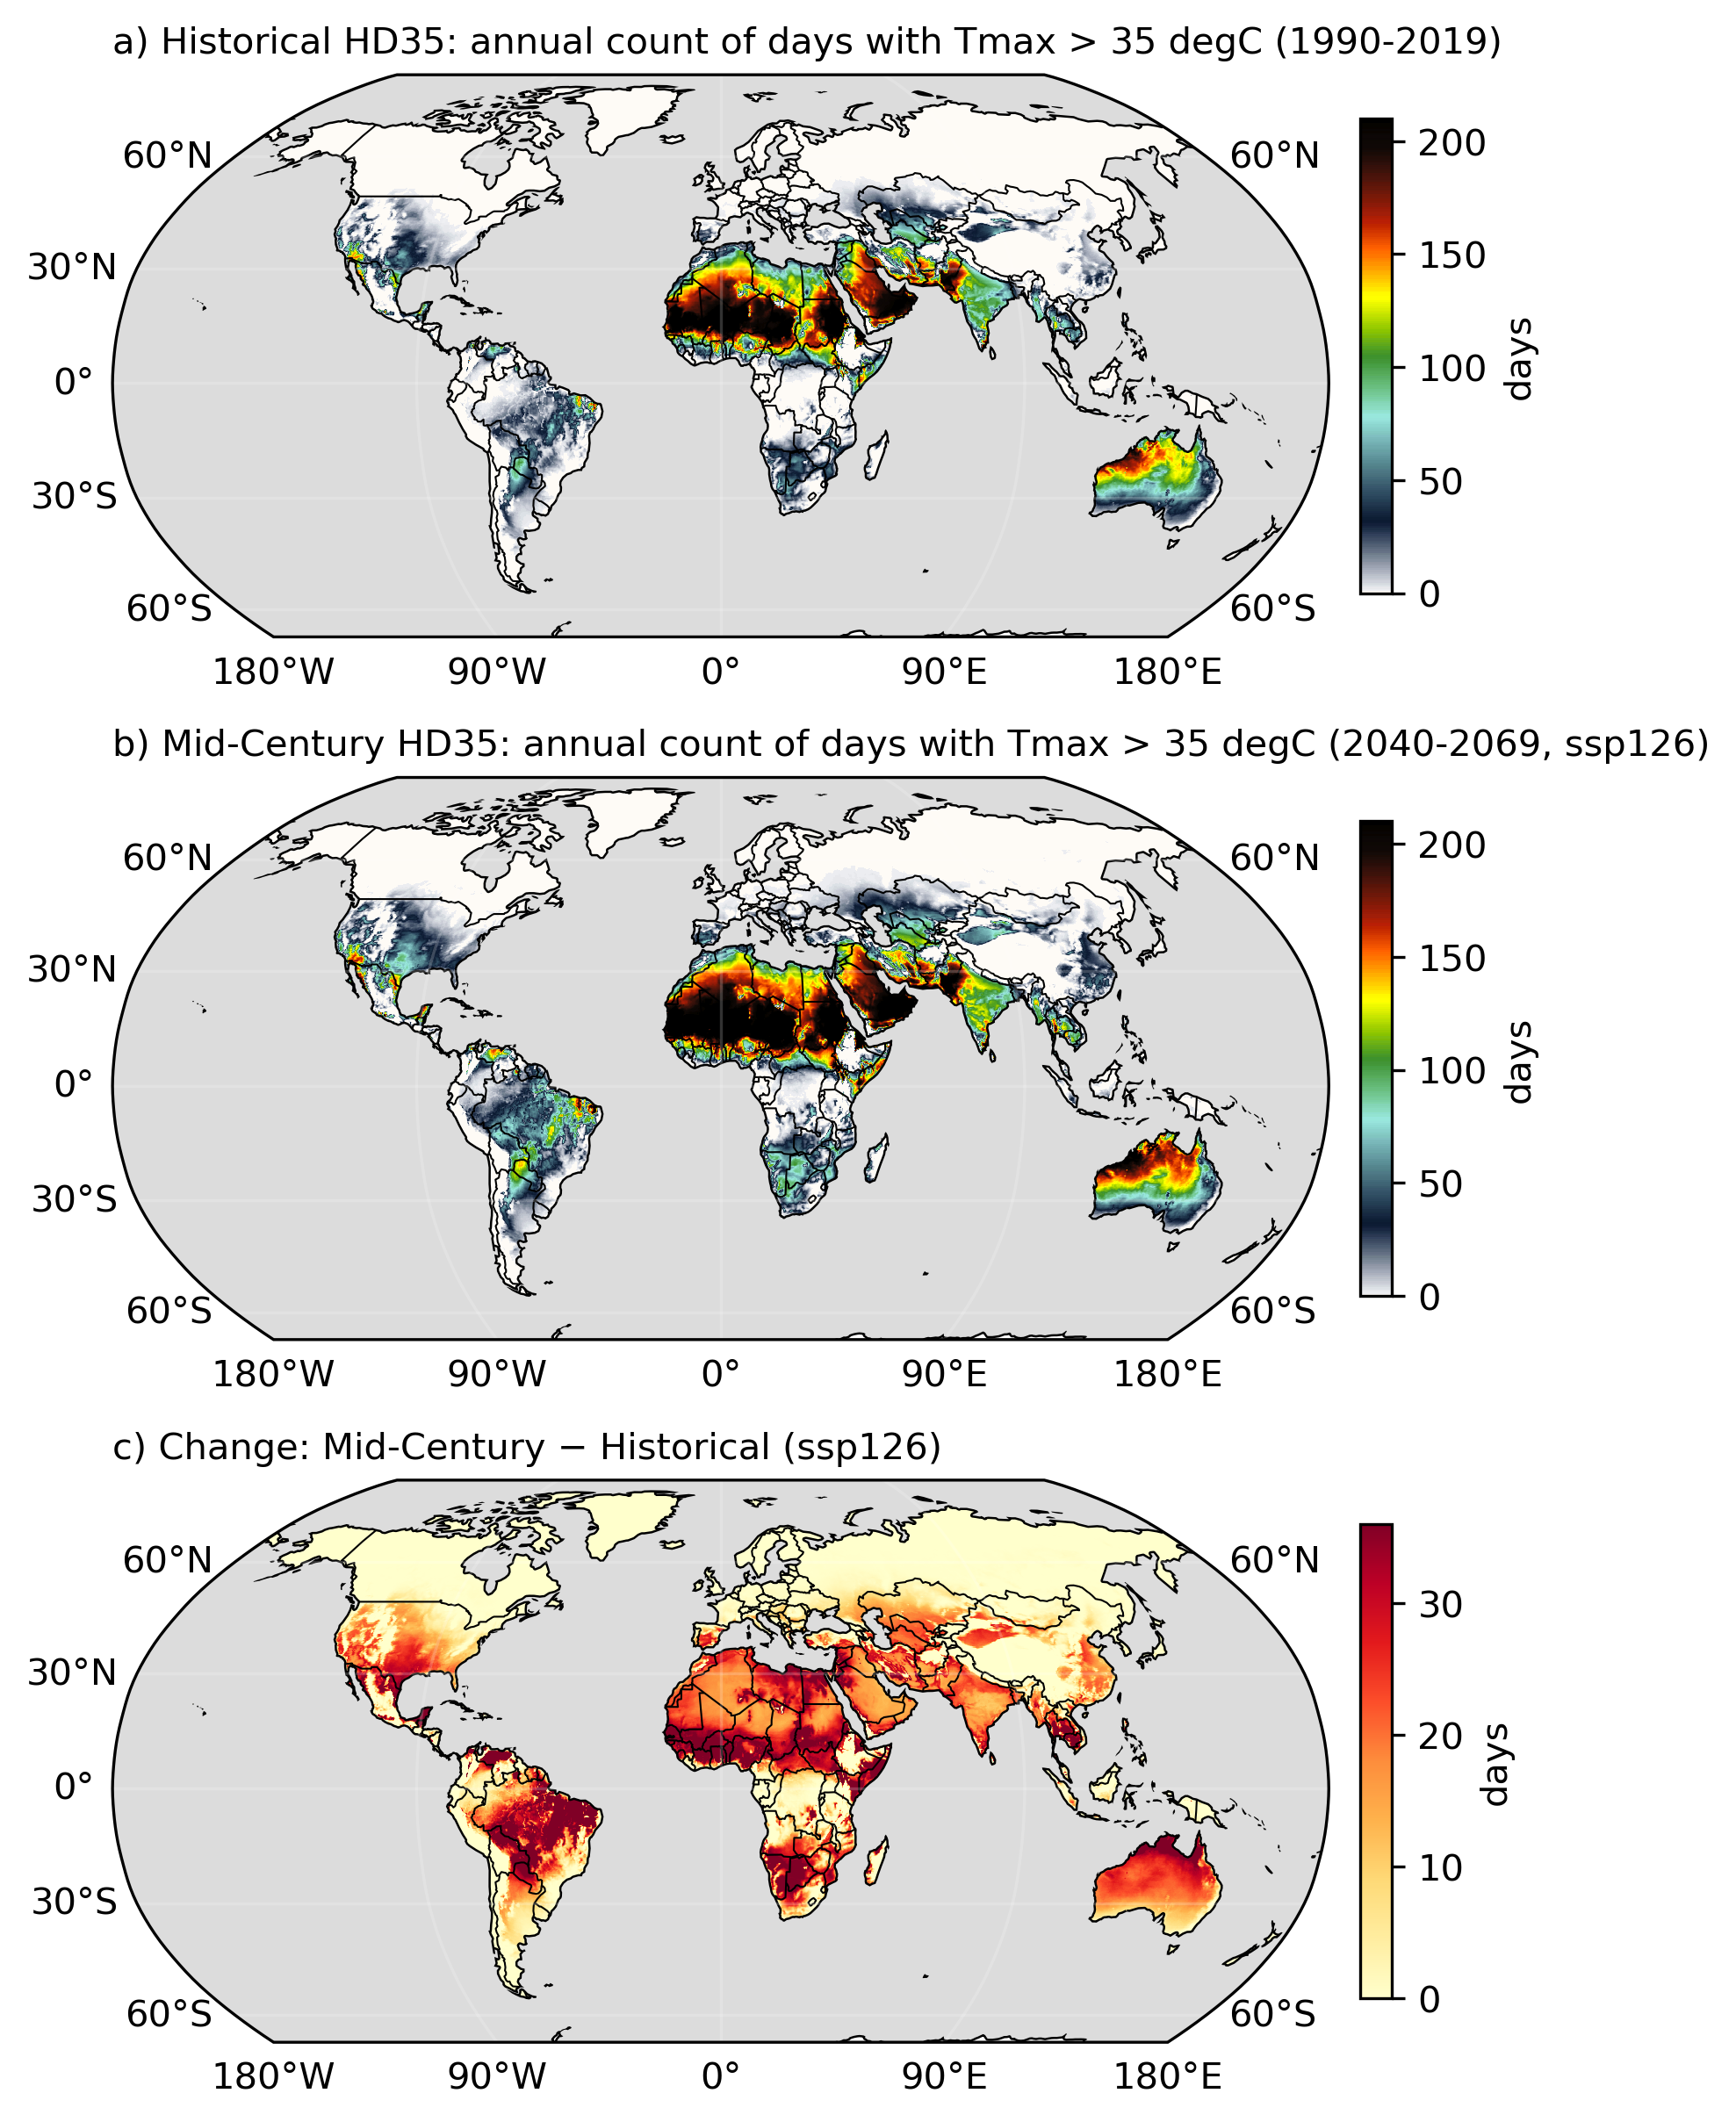 a) Historical HD35: annual count of days with Tmax > 35 degC (1990-2019)
60°N 60°N
30°N
0°
30°S
60°S 60°S
180°W 90°W 0° 90°E 180°E
200
150
100
50
0
days
b) Mid-Century HD35: annual count of days with Tmax > 35 degC (2040-2069, ssp126)
60°N 60°N
30°N
0°
30°S
60°S 60°S
180°W 90°W 0° 90°E 180°E
200
150
100
50
0
days
c) Change: Mid-Century − Historical (ssp126)
60°N 60°N
30°N
0°
30°S
60°S 60°S
180°W 90°W 0° 90°E 180°E
30
20
10
0
days